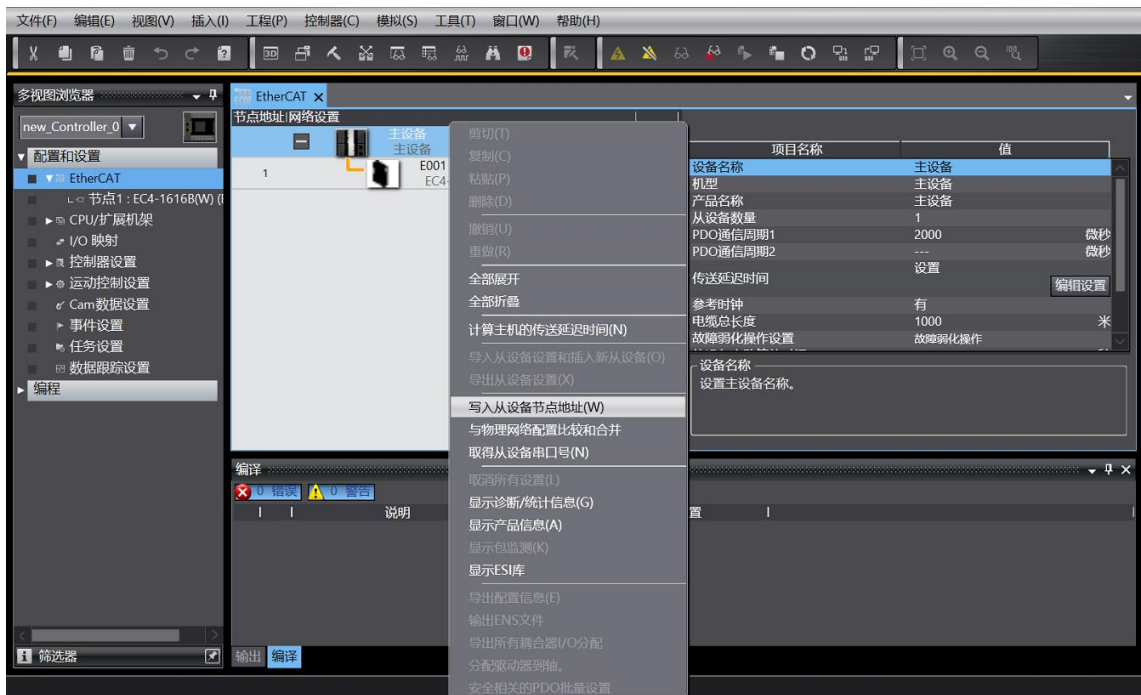 文件(F) 编辑(E) 视图(V) 插入(I) 工程(P) 控制器(C) 模拟(S) 工具(T) 窗口(W) 帮助(H)
多视图浏览器
new_Controller_0
配置和设置
EtherCAT
节点1 : EC4-1616B(W) (
CPU/扩展机架
I/O 映射
控制器设置
运动控制设置
Cam数据设置
事件设置
任务设置
数据跟踪设置
编程
筛选器
EtherCAT
节点地址|网络设置
主设备
主设备
1
E001
EC4-
剪切(T)
复制(C)
粘贴(P)
删除(D)
撤销(U)
重做(R)
全部展开
全部折叠
计算主机的传送延迟时间(N)
导入从设备设置和插入新从设备(O)
导出从设备设置(X)
写入从设备节点地址(W)
与物理网络配置比较和合并
取得从设备串口号(N)
取消所有设置(L)
显示诊断/统计信息(G)
显示产品信息(A)
显示包监测(K)
显示ESI库
导出配置信息(E)
输出ENS文件
导出所有耦合器I/O分配
分配驱动器到轴。
安全相关的PDO批量设置
项目名称 值
设备名称 主设备
机型 主设备
产品名称 主设备
从设备数量 1
PDO通信周期1 2000 微秒
PDO通信周期2 --- 微秒
传送延迟时间 设置
编辑设置
参考时钟 有
电缆总长度 1000 米
故障弱化操作设置 故障弱化操作
设备名称
设置主设备名称。
编译
0 错误 0 警告
说明 置
输出 编译